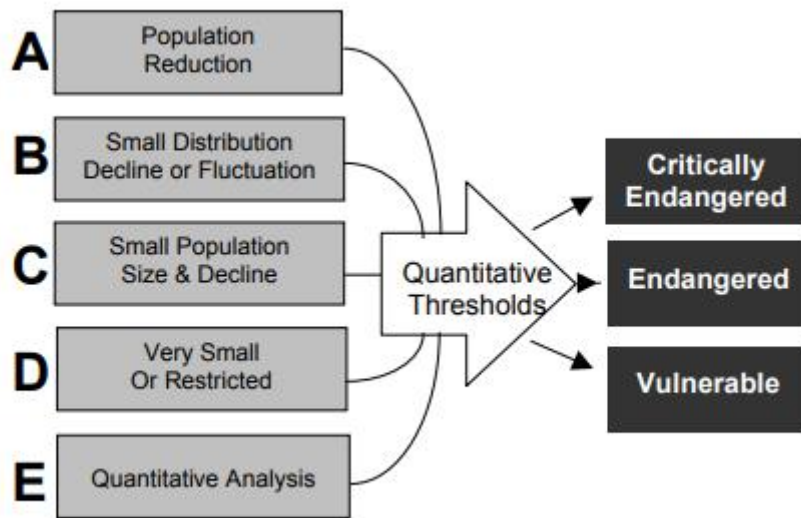 A
Population
Reduction
B
Small Distribution
Decline or Fluctuation
C
Small Population
Size & Decline
D
Very Small
Or Restricted
E
Quantitative Analysis
Quantitative
Thresholds
Critically
Endangered
Endangered
Vulnerable